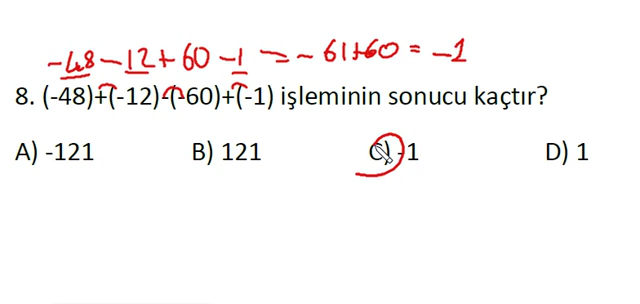 -48-12+60-1 = -61+60 = -1
8. (-48)+(-12)-(-60)+(-1) işleminin sonucu kaçtır?
A) -121 B) 121 C) -1 D) 1